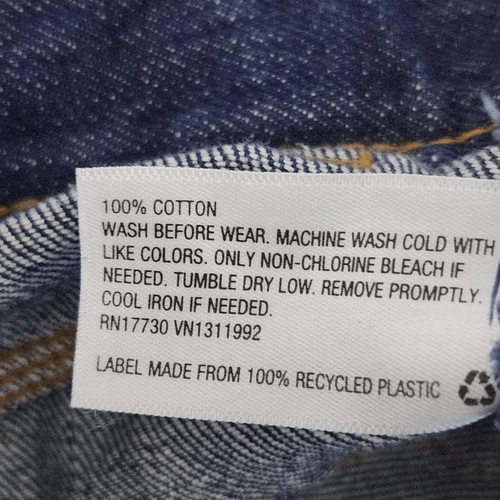 100% COTTON
WASH BEFORE WEAR. MACHINE WASH COLD WITH
LIKE COLORS. ONLY NON-CHLORINE BLEACH IF
NEEDED. TUMBLE DRY LOW. REMOVE PROMPTLY.
COOL IRON IF NEEDED.
RN17730 VN1311992
LABEL MADE FROM 100% RECYCLED PLASTIC